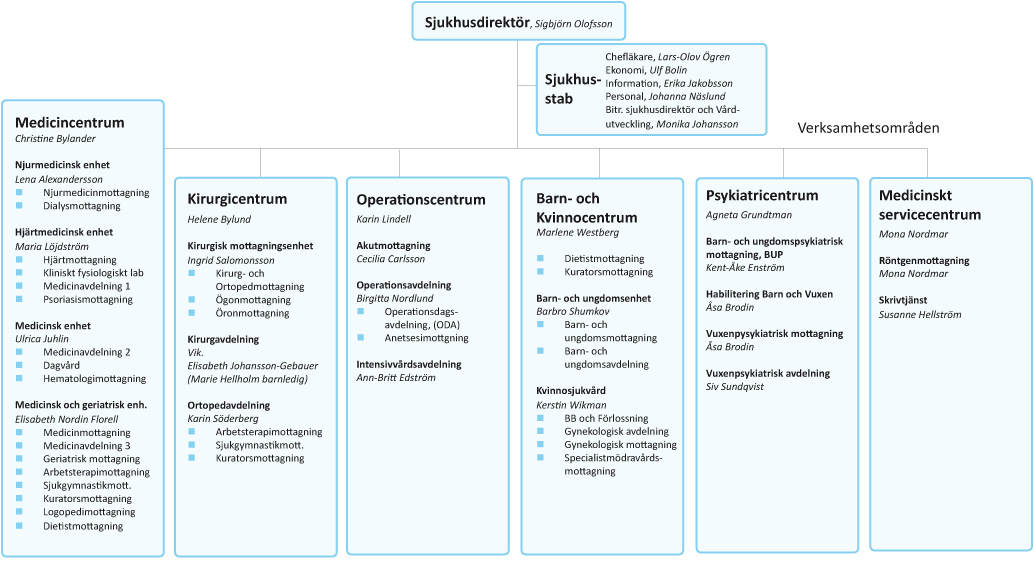 Sjukhusdirektör, Sigbjörn Olofsson
Sjukhus-
stab
Chefläkare, Lars-Olov Ögren
Ekonomi, Ulf Bolin
Information, Erika Jakobsson
Personal, Johanna Näslund
Bitr. sjukhusdirektör och Vård-
utveckling, Monika Johansson
Verksamhetsområden
Medicincentrum
Christine Bylander
Njurmedicinsk enhet
Lena Alexandersson
Njurmedicinmottagning
Dialysmottagning
Hjärtmedicinsk enhet
Maria Löjdström
Hjärtmottagning
Kliniskt fysiologiskt lab
Medicinavdelning 1
Psoriasismottagning
Medicinsk enhet
Ulrica Juhlin
Medicinavdelning 2
Dagvård
Hematologimottagning
Medicinsk och geriatrisk enh.
Elisabeth Nordin Florell
Medicinmottagning
Medicinavdelning 3
Geriatrisk mottagning
Arbetsterapimottagning
Sjukgymnastikmott.
Kuratorsmottagning
Logopedimottagning
Dietistmottagning
Kirurgicentrum
Helene Bylund
Kirurgisk mottagningsenhet
Ingrid Salomonsson
Kirurg- och
Ortopedmottagning
Ögonmottagning
Öronmottagning
Kirurgavdelning
Vik.
Elisabeth Johansson-Gebauer
(Marie Hellholm barnledig)
Ortopedavdelning
Karin Söderberg
Arbetsterapimottagning
Sjukgymnastikmott.
Kuratorsmottagning
Operationscentrum
Karin Lindell
Akutmottagning
Cecilia Carlsson
Operationsavdelning
Birgitta Nordlund
Operationsdags-
avdelning, (ODA)
Anetsesimottgning
Intensivvårdsavdelning
Ann-Britt Edström
Barn- och
Kvinnocentrum
Marlene Westberg
Dietistmottagning
Kuratorsmottagning
Barn- och ungdomsenhet
Barbro Shumkov
Barn- och
ungdomsmottagning
Barn- och
ungdomsavdelning
Kvinnosjukvård
Kerstin Wikman
BB och Förlossning
Gynekologisk avdelning
Gynekologisk mottagning
Specialistmödravårds-
mottagning
Psykiatricentrum
Agneta Grundtman
Barn- och ungdomspsykiatrisk
mottagning, BUP
Kent-Åke Enström
Habilitering Barn och Vuxen
Åsa Brodin
Vuxenpsykiatrisk mottagning
Åsa Brodin
Vuxenpsykiatrisk avdelning
Siv Sundqvist
Medicinskt
servicecentrum
Mona Nordmar
Röntgenmottagning
Mona Nordmar
Skrivtjänst
Susanne Hellström